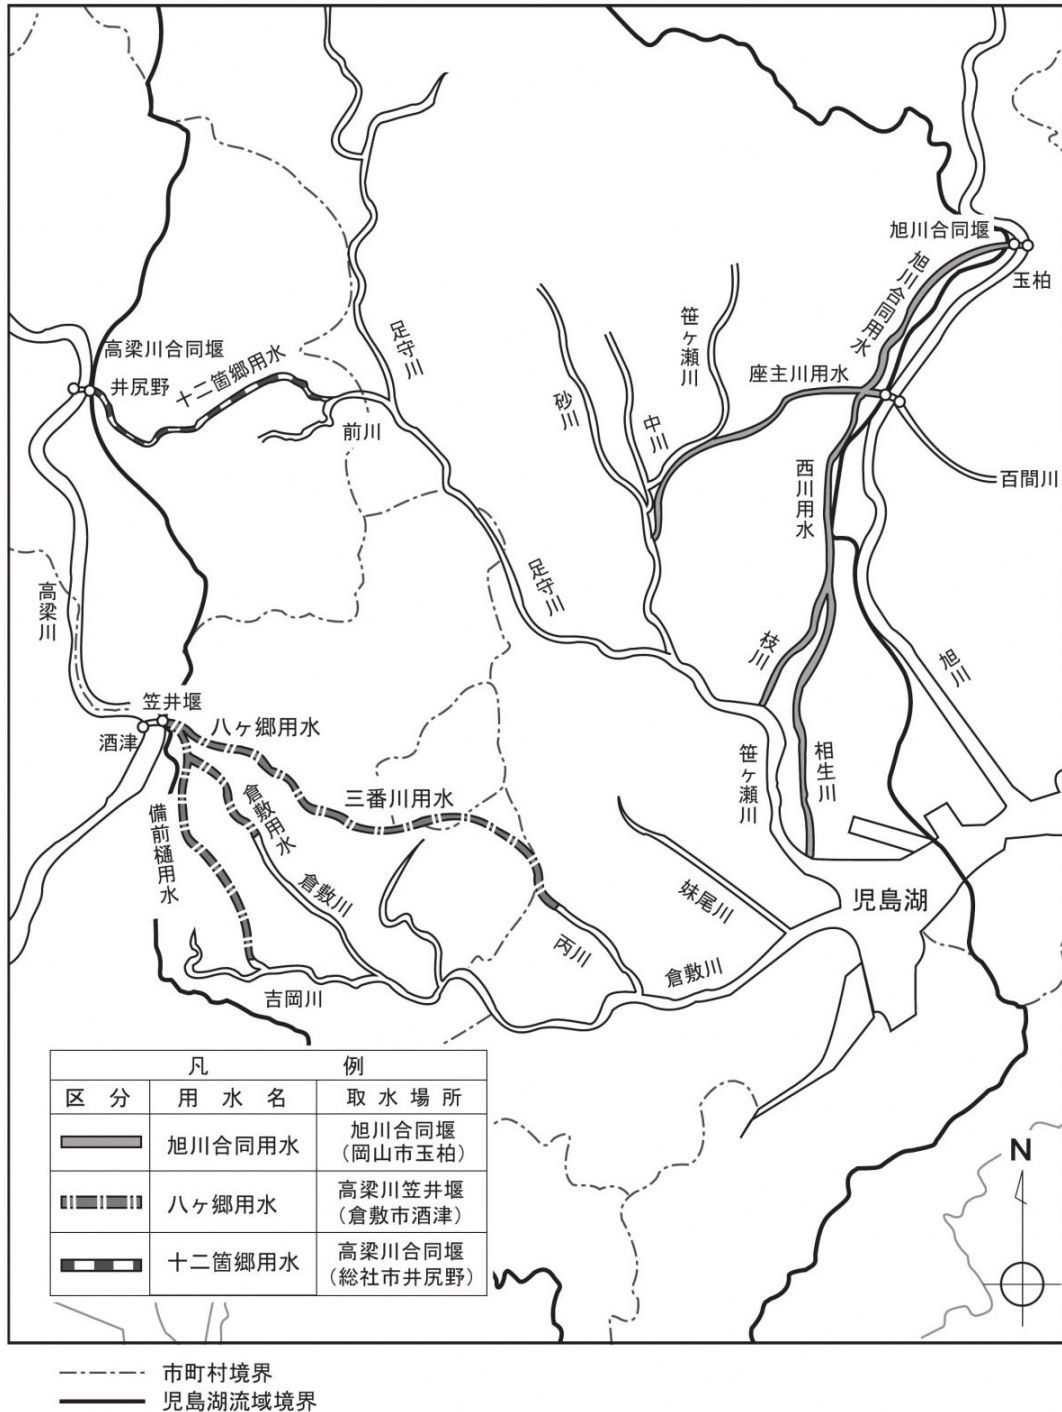 旭川合同堰
玉柏
旭川合同用水
笹ヶ瀬川
足守川
高梁川合同堰
井尻野
十二箇郷用水
座主川用水
砂川
中川
前川
百間川
西川用水
高梁川
足守川
枝川
旭川
笠井堰
酒津
八ヶ郷用水
笹ヶ瀬川
相生川
三番川用水
倉敷用水
備前樋用水
倉敷川
妹尾川
児島湖
丙川
倉敷川
吉岡川
凡 例
区 分 用 水 名 取 水 場 所
旭川合同用水 旭川合同堰
(岡山市玉柏)
八ヶ郷用水 高梁川笠井堰
(倉敷市酒津)
十二箇郷用水 高梁川合同堰
(総社市井尻野)
N
市町村境界
児島湖流域境界